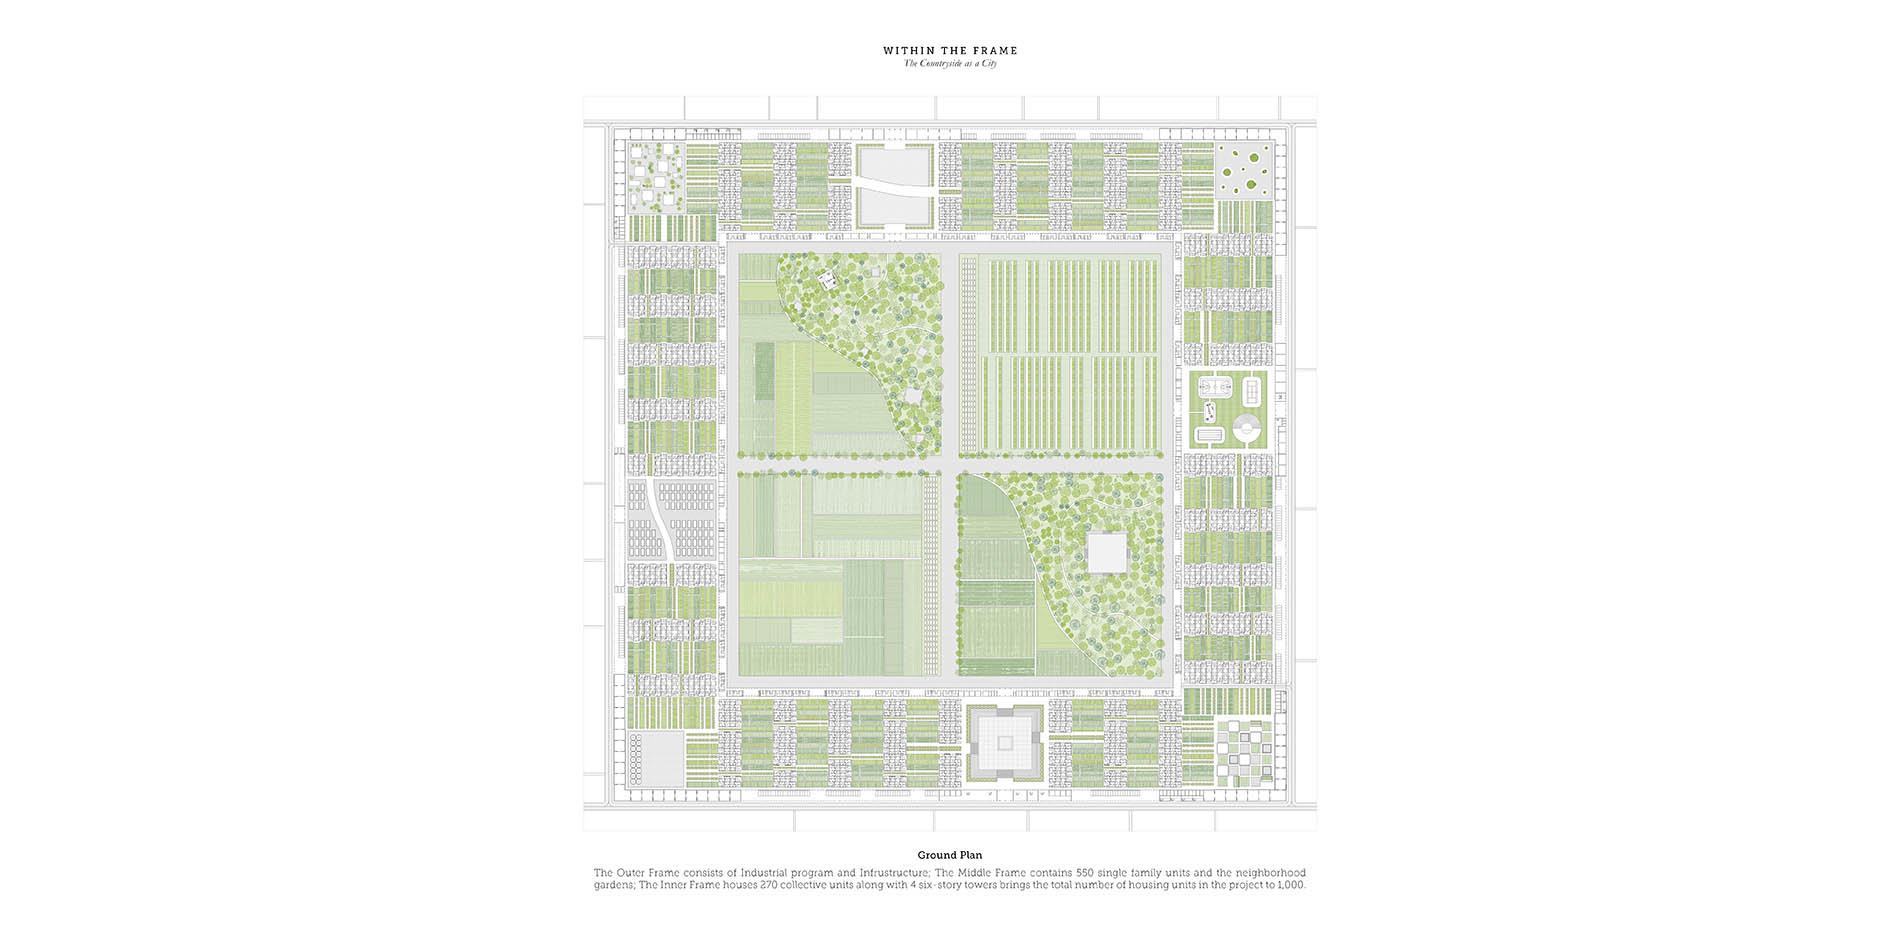 WITHIN THE FRAME
The Countryside as a City
Ground Plan
The Outer Frame consists of Industrial program and Infrustructure; The Middle Frame contains 550 single family units and the neighborhood
gardens; The Inner Frame houses 270 collective units along with 4 six-story towers brings the total number of housing units in the project to 1,000.